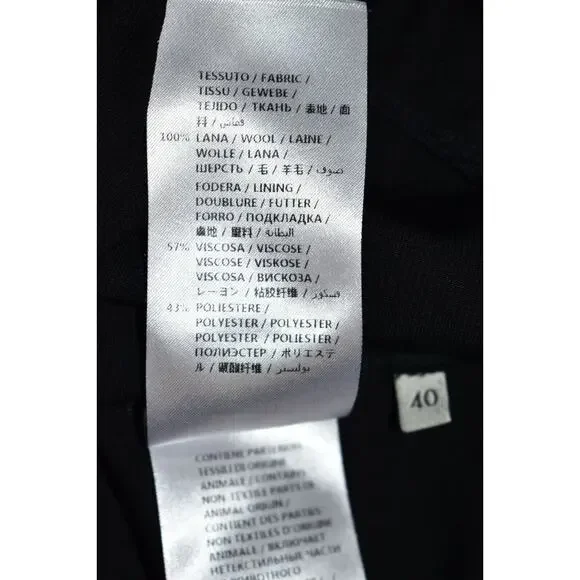 TESSUTO / FABRIC /
TISSU / GEWEBE /
TEJIDO / ТКАНЬ / 表地 / 面
料 / قماش /
100% LANA / WOOL / LAINE /
WOLLE / LANA /
ШЕРСТЬ / 毛 / 羊毛 / صوف /
FODERA / LINING /
DOUBLURE / FUTTER /
FORRO / ПОДКЛАДКА /
裏地 / 里料 / البطانة /
57% VISCOSA / VISCOSE /
VISCOSE / VISKOSE /
VISCOSA / ВИСКОЗА /
レーヨン / 粘胶纤维 / فسكوز /
43% POLIESTERE /
POLYESTER / POLYESTER /
POLYESTER / POLIESTER /
ПОЛИЭСТЕР / ポリエステ
ル / 聚酯纤维 / بوليستر /
40
CONTIENE PARTI NON
TESSILI DI ORIGINE
ANIMALE / CONTAINS
NON-TEXTILE PARTS OF
ANIMAL ORIGIN /
CONTIENT DES PARTIES
NON TEXTILES D'ORIGINE
ANIMALE / ВКЛЮЧАЕТ
НЕТЕКСТИЛЬНЫЕ ЧАСТИ